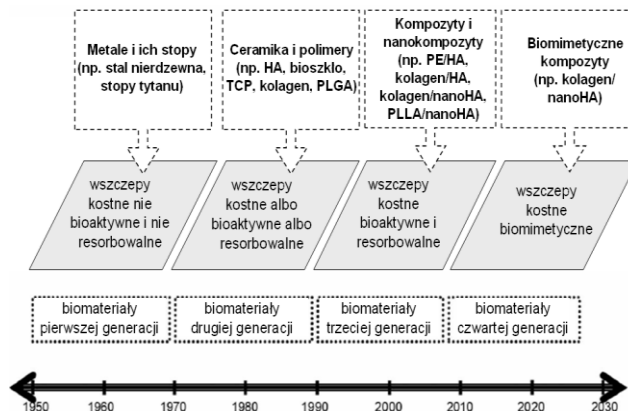 Metale i ich stopy
(np. stal nierdzewna,
stopy tytanu)
Ceramika i polimery
(np. HA, bioszkło,
TCP, kolagen, PLGA)
Kompozyty i
nanokompozyty
(np. PE/HA,
kolagen/HA,
kolagen/nanoHA,
PLLA/nanoHA)
Biomimetyczne
kompozyty
(np. kolagen/
nanoHA)
wszczepy
kostne nie
bioaktywne i nie
resorbowalne
wszczepy
kostne albo
bioaktywne albo
resorbowalne
wszczepy
kostne
bioaktywne i
resorbowalne
wszczepy
kostne
biomimetyczne
biomateriały
pierwszej generacji
biomateriały
drugiej generacji
biomateriały
trzeciej generacji
biomateriały
czwartej generacji
1950 1960 1970 1980 1990 2000 2010 2020 2030